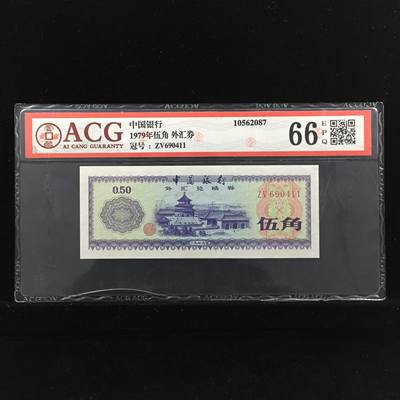 ACG
AI CANG GUARANTY
中国银行
1979年伍角 外汇券
冠号：ZV690411
10562087
66
EPQ
中国银行
外汇兑换券
0.50
ZV690411
伍角